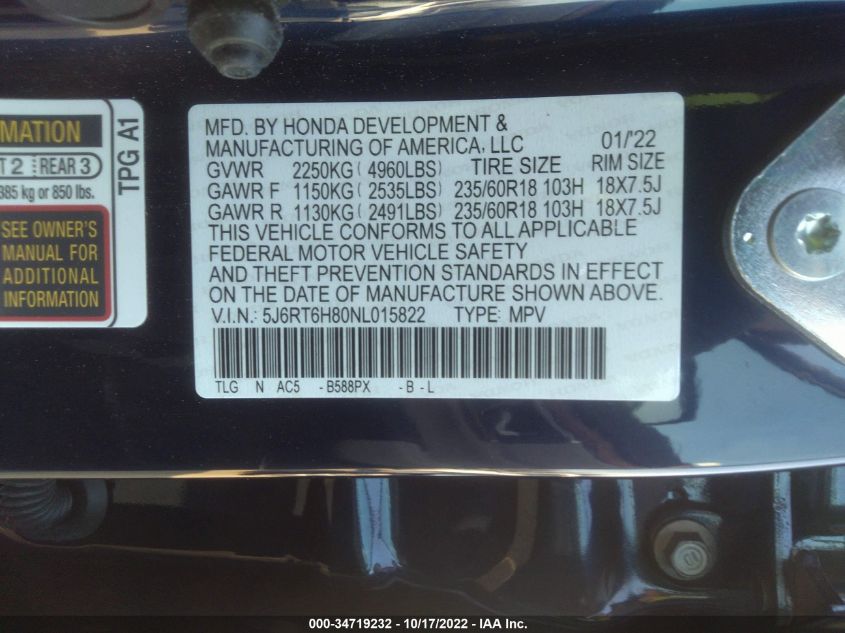 MATION
T 2 REAR 3
385 kg or 850 lbs.
SEE OWNER'S
MANUAL FOR
ADDITIONAL
INFORMATION
TPG A1
MFD. BY HONDA DEVELOPMENT &
MANUFACTURING OF AMERICA, LLC 01/'22
GVWR 2250KG( 4960LBS) TIRE SIZE RIM SIZE
GAWR F 1150KG( 2535LBS) 235/60R18 103H 18X7.5J
GAWR R 1130KG( 2491LBS) 235/60R18 103H 18X7.5J
THIS VEHICLE CONFORMS TO ALL APPLICABLE
FEDERAL MOTOR VEHICLE SAFETY
AND THEFT PREVENTION STANDARDS IN EFFECT
ON THE DATE OF MANUFACTURE SHOWN ABOVE.
V.I.N.: 5J6RT6H80NL015822 TYPE: MPV
TLG N AC5 -B588PX -B -L
000-34719232 - 10/17/2022 - IAA Inc.